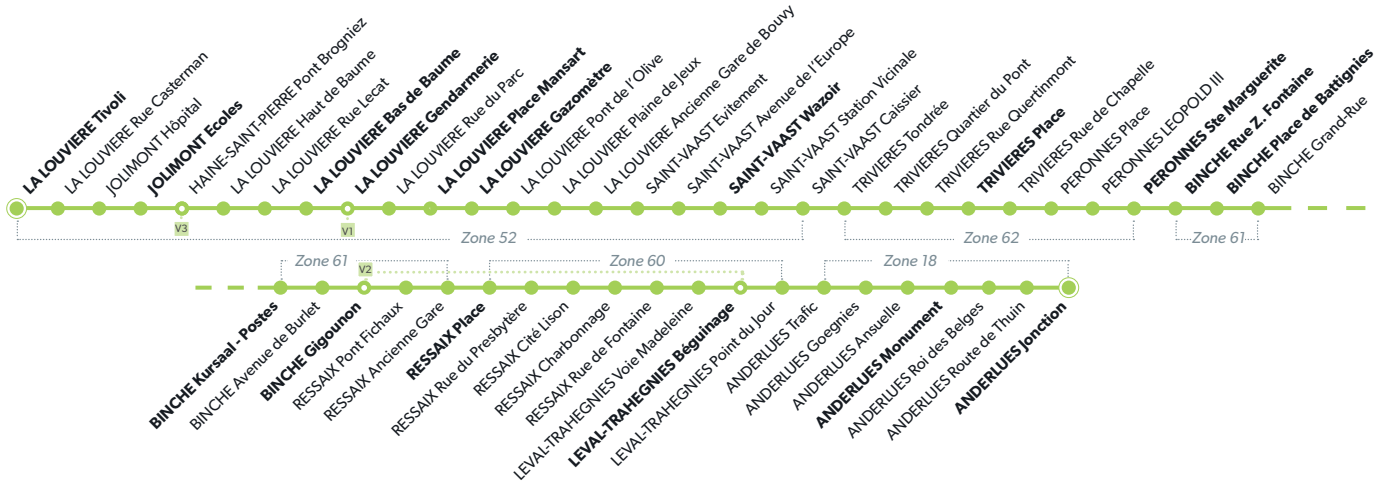 LA LOUVIERE Tivoli
LA LOUVIERE Rue Casterman
JOLIMONT Hôpital
JOLIMONT Ecoles
HAINE-SAINT-PIERRE Pont Brogniez
LA LOUVIERE Haut de Baume
LA LOUVIERE Rue Lecat
LA LOUVIERE Bas de Baume
LA LOUVIERE Gendarmerie
LA LOUVIERE Rue du Parc
LA LOUVIERE Place Mansart
LA LOUVIERE Gazomètre
LA LOUVIERE Pont de l'Olive
LA LOUVIERE Plaine de Jeux
LA LOUVIERE Ancienne Gare de Bouvy
SAINT-VAAST Evitement
SAINT-VAAST Avenue de l'Europe
SAINT-VAAST Wazoir
SAINT-VAAST Station Vicinale
SAINT-VAAST Caissier
TRIVIERES Tondrée
TRIVIERES Quartier du Pont
TRIVIERES Rue Quertinmont
TRIVIERES Place
TRIVIERES Rue de Chapelle
PERONNES Place
PERONNES LEOPOLD III
PERONNES Ste Marguerite
BINCHE Rue Z. Fontaine
BINCHE Place de Battignies
BINCHE Grand-Rue
V3
V1
Zone 52
Zone 62
Zone 61
Zone 61
V2
Zone 60
Zone 18
BINCHE Kursaal - Postes
BINCHE Avenue de Burlet
BINCHE Gigounon
RESSAIX Pont Fichaux
RESSAIX Ancienne Gare
RESSAIX Place
RESSAIX Rue du Presbytère
RESSAIX Cité Lison
RESSAIX Charbonnage
RESSAIX Rue de Fontaine
LEVAL-TRAHEGNIES Voie Madeleine
LEVAL-TRAHEGNIES Béguinage
LEVAL-TRAHEGNIES Point du Jour
ANDERLUES Trafic
ANDERLUES Goegnies
ANDERLUES Ansuelle
ANDERLUES Monument
ANDERLUES Roi des Belges
ANDERLUES Route de Thuin
ANDERLUES Jonction